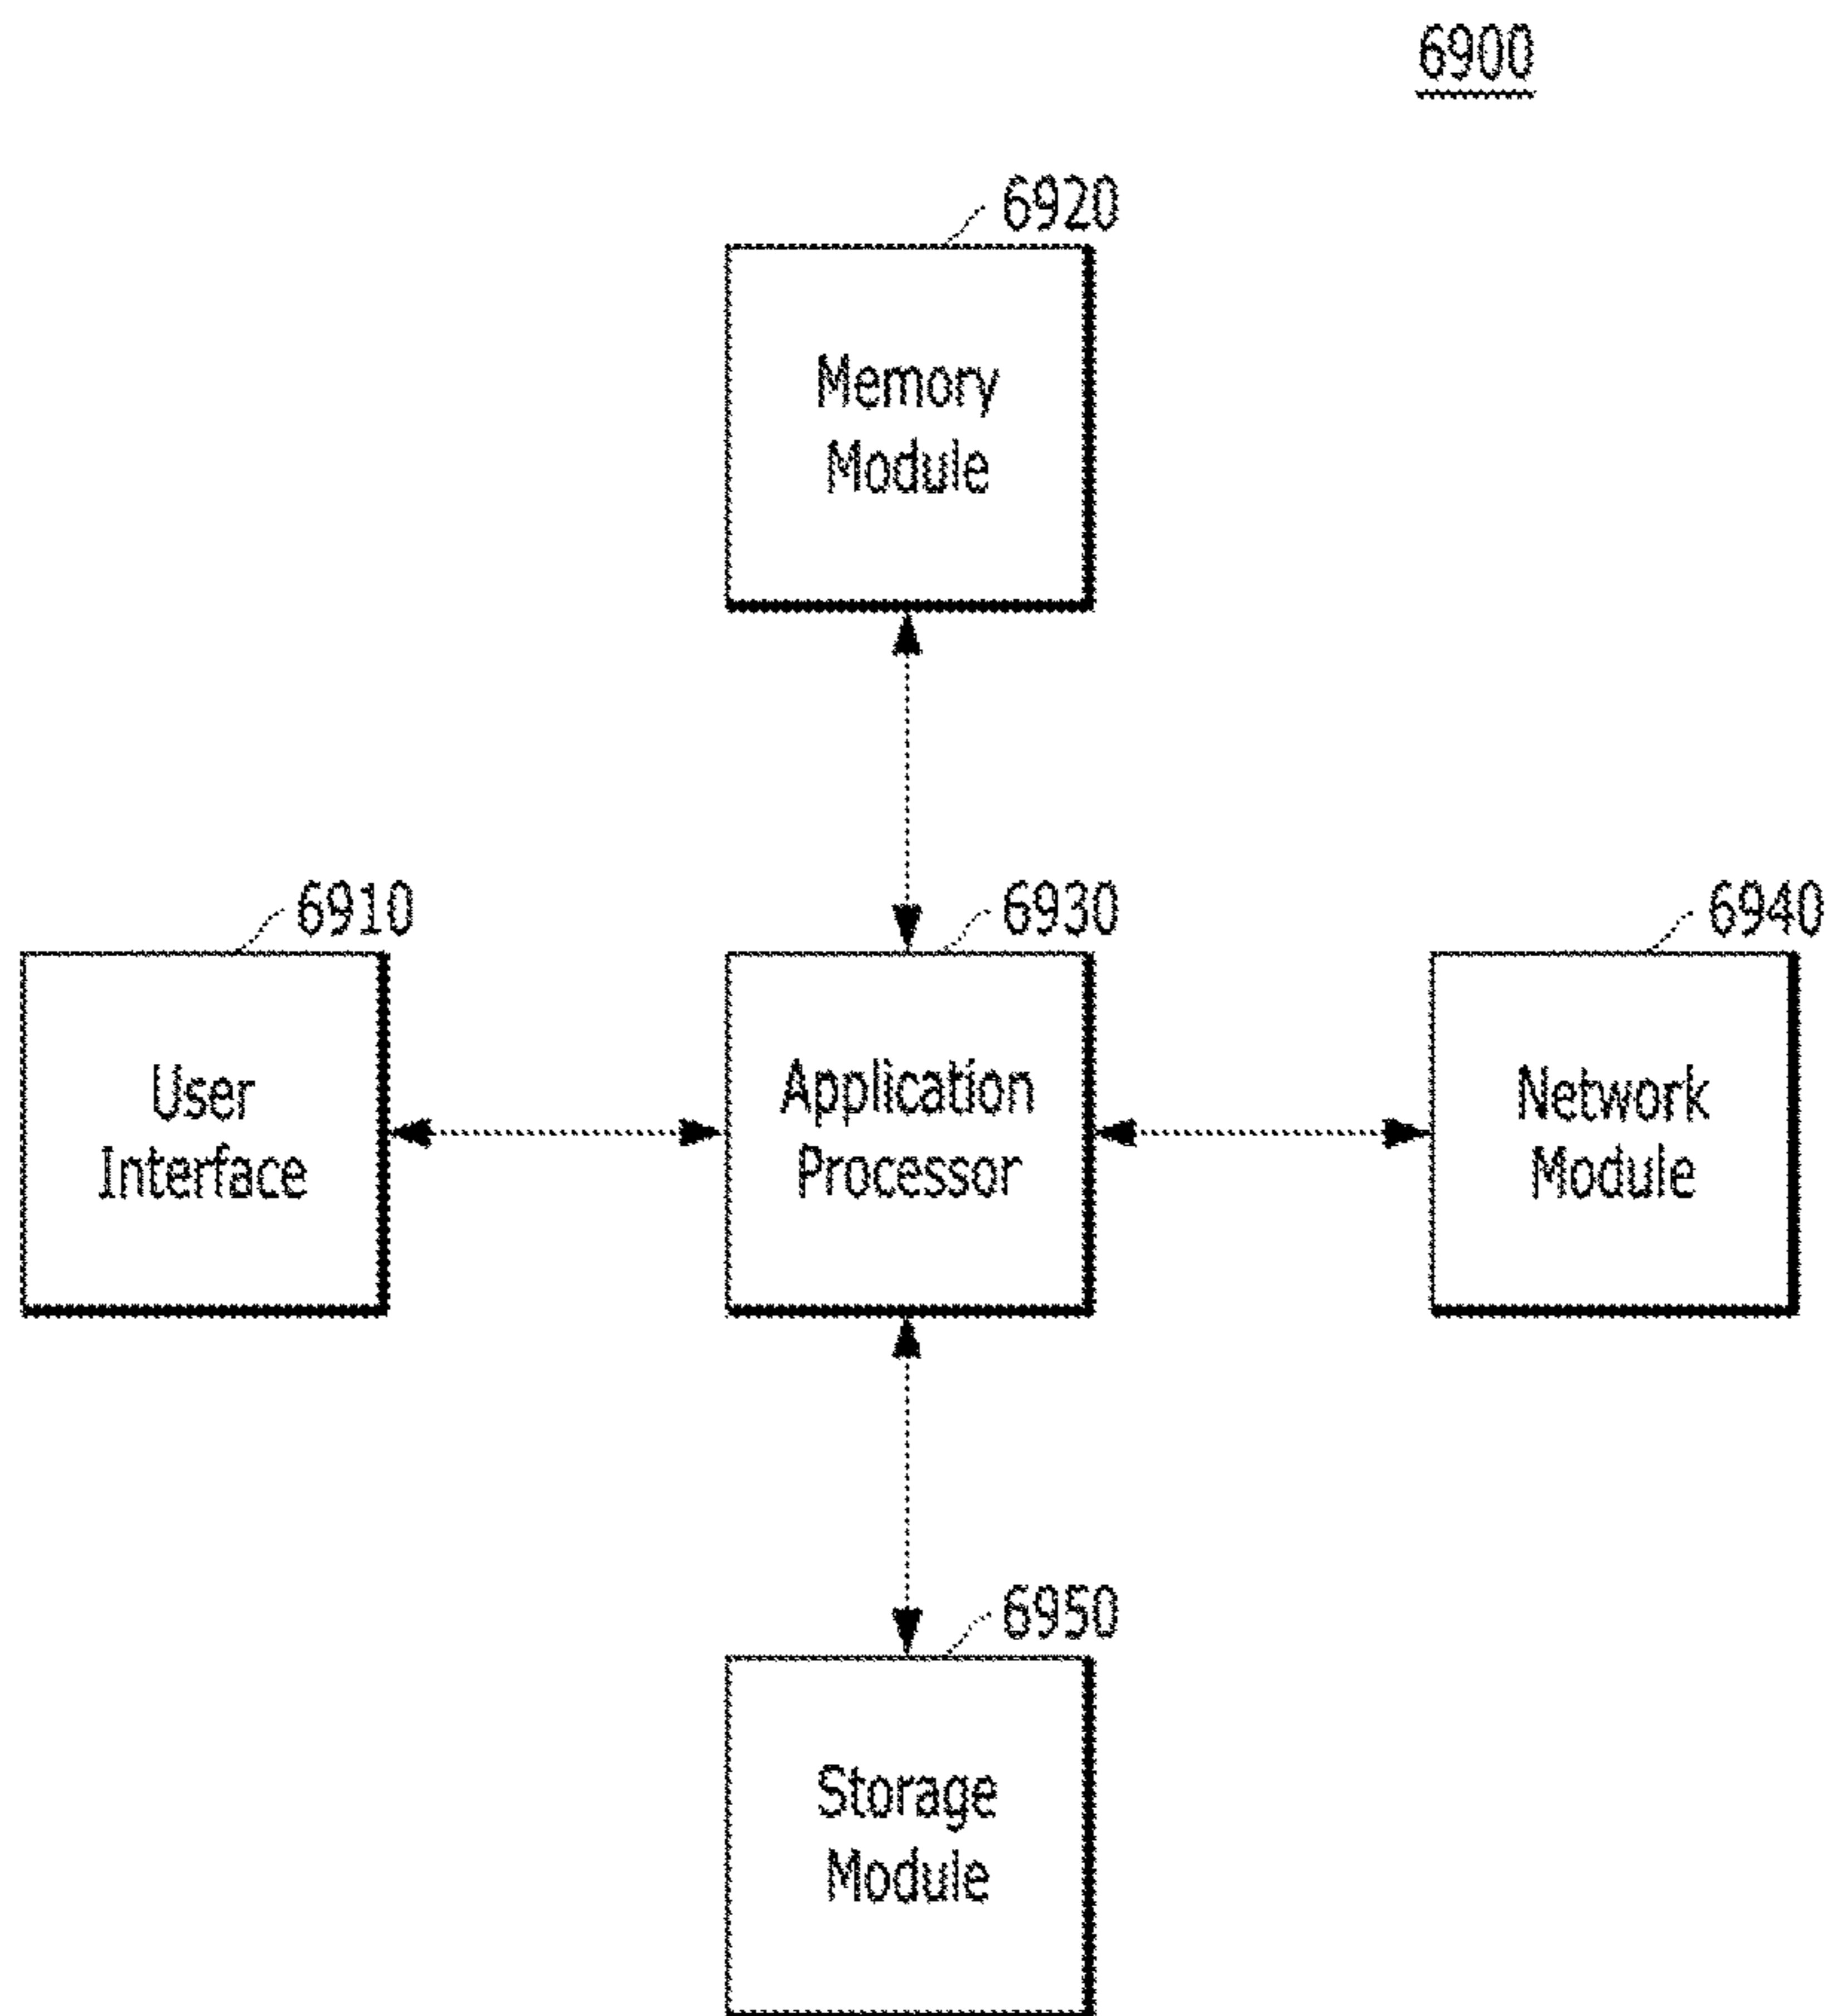 6900
6920
Memory
Module
6910
6930
6940
User
Interface
Application
Processor
Network
Module
6950
Storage
Module